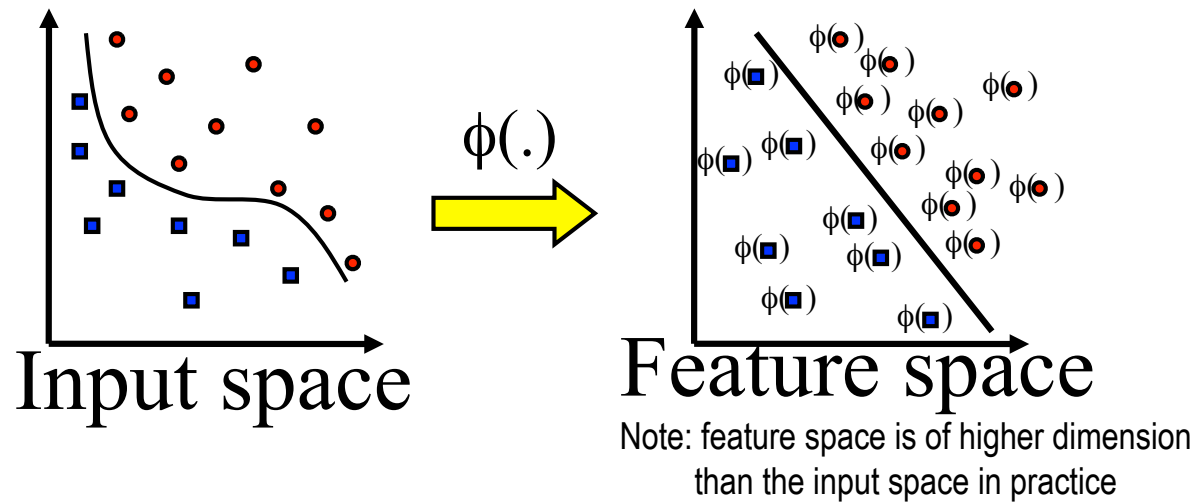 ϕ( )
ϕ( )
ϕ( )
ϕ( )
ϕ( )
ϕ( )
ϕ( )
ϕ(.)
ϕ( )
ϕ( )
ϕ( )
ϕ( )
ϕ( )
ϕ( )
ϕ( )
ϕ( )
ϕ( )
ϕ( )
ϕ( )
Input space
Feature space
Note: feature space is of higher dimension
than the input space in practice